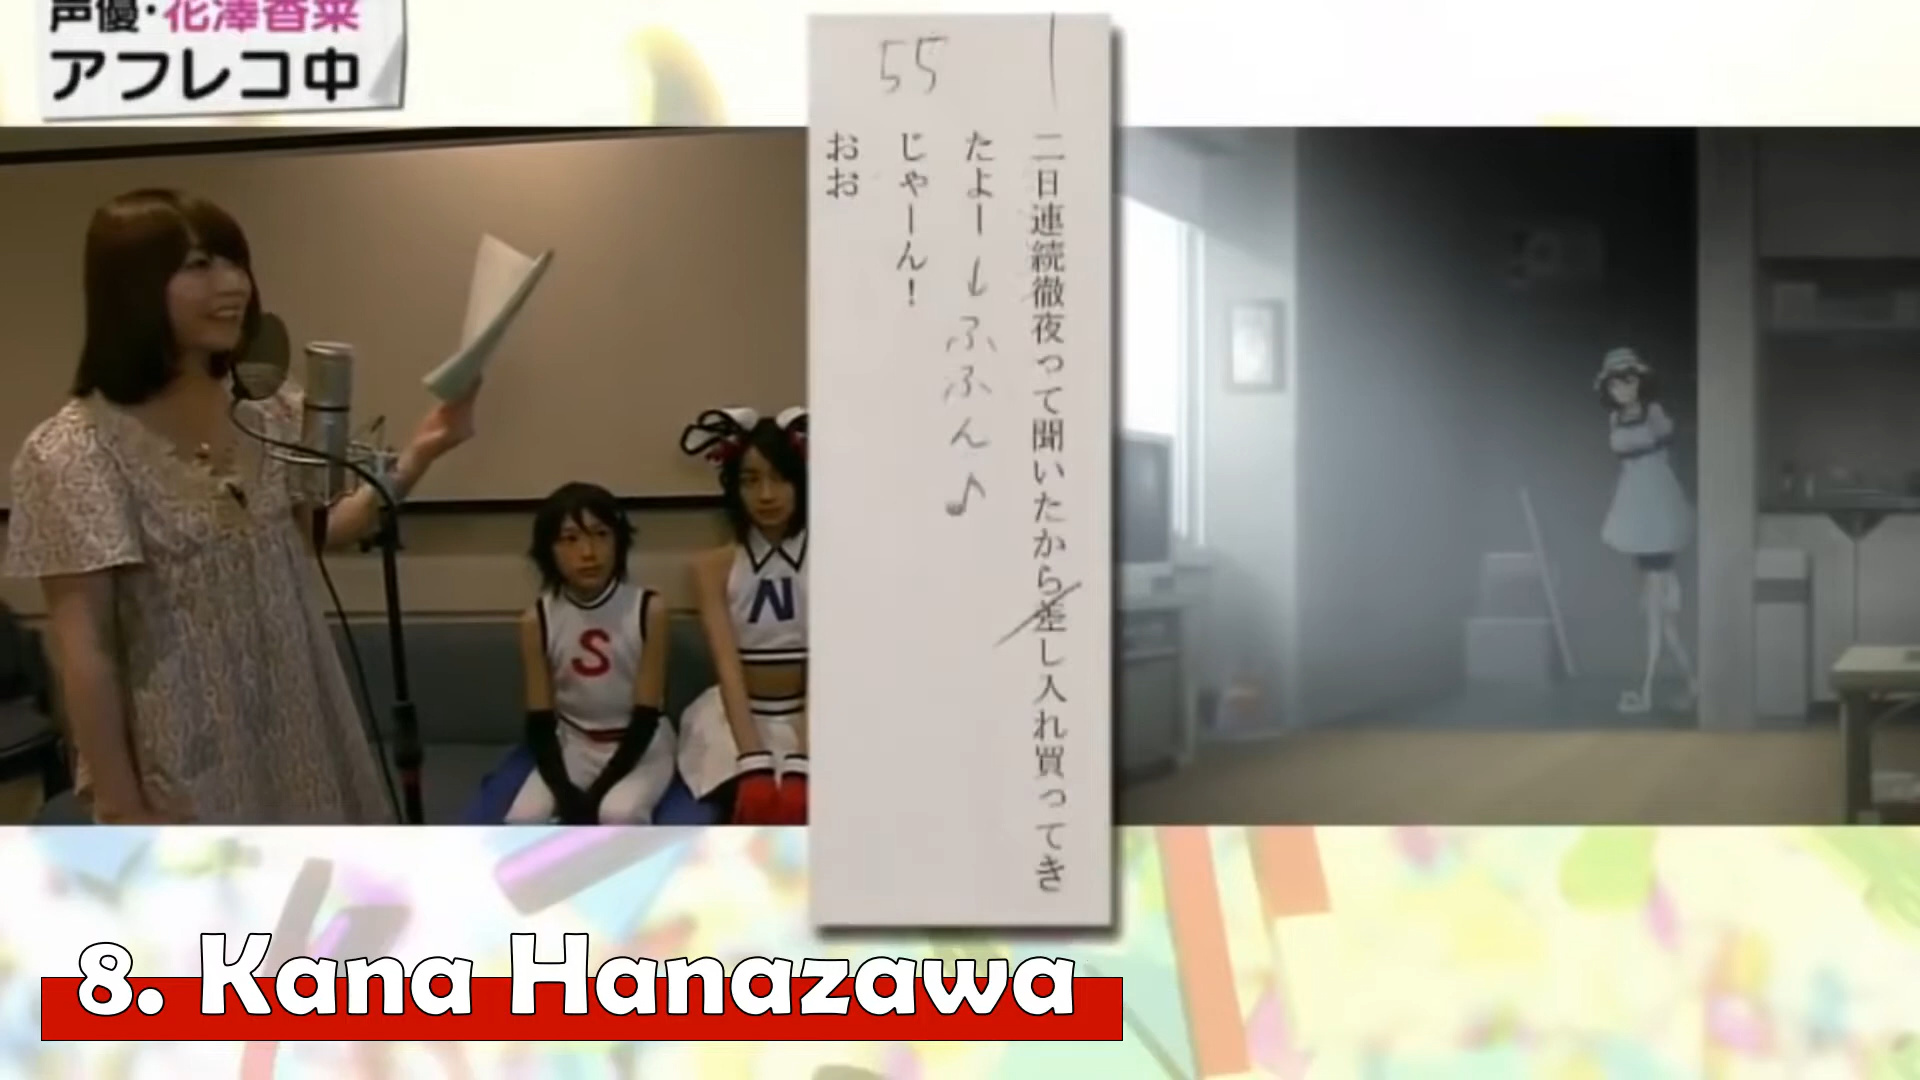 声優・花澤香菜
アフレコ中
55
二日連続徹夜って聞いたから差し入れ買ってき
たよー ふふん♪
じゃーん!
おお
S
N
8. Kana Hanazawa